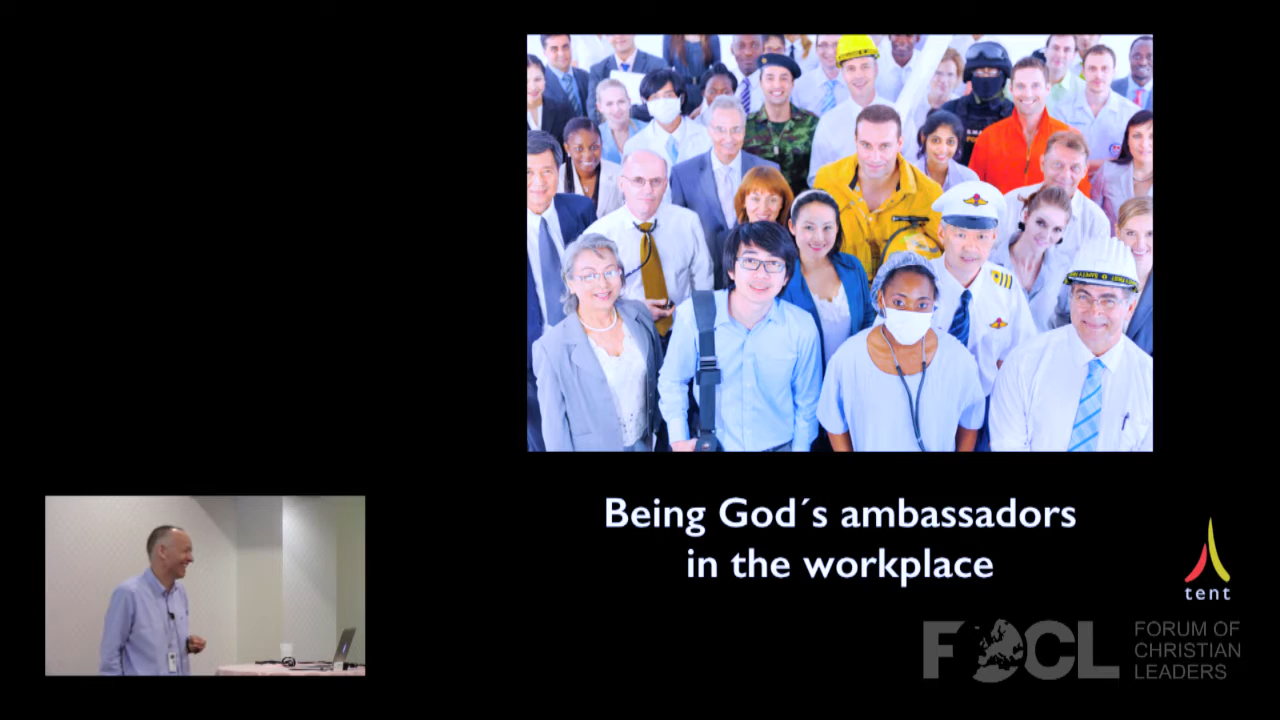 Being God´s ambassadors
in the workplace
tent
FOCL
FORUM OF
CHRISTIAN
LEADERS